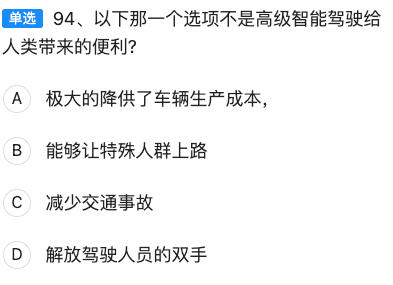 单选 94、以下那一个选项不是高级智能驾驶给
人类带来的便利?
A 极大的降供了车辆生产成本,
B 能够让特殊人群上路
C 减少交通事故
D 解放驾驶人员的双手